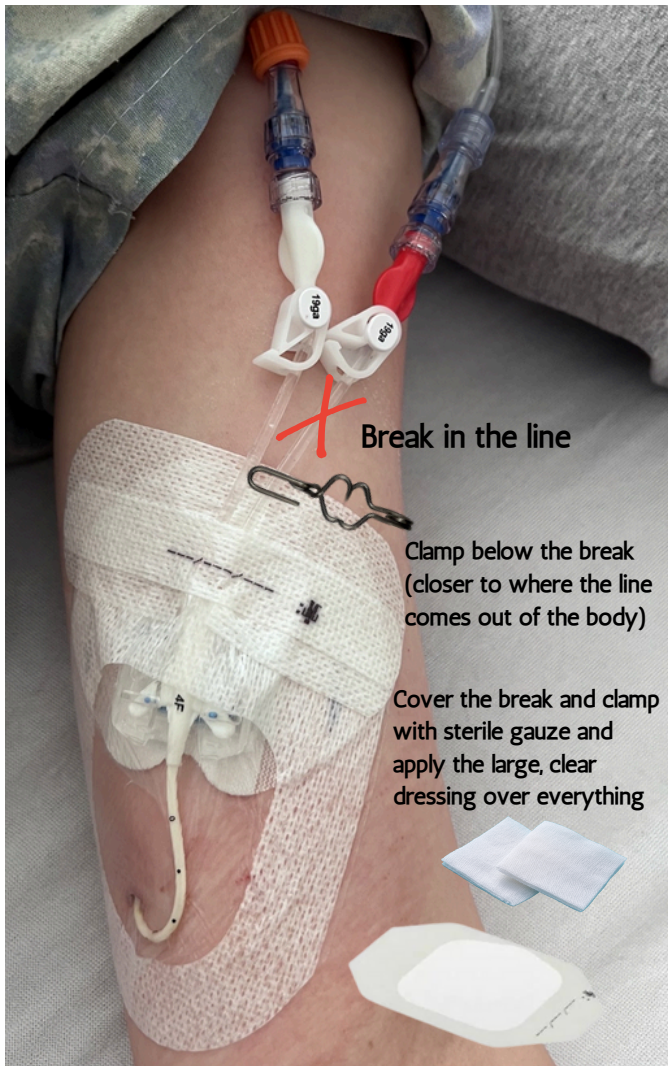 19ga
19ga
Break in the line
Clamp below the break
(closer to where the line
comes out of the body)
4F
0
Cover the break and clamp
with sterile gauze and
apply the large, clear
dressing over everything